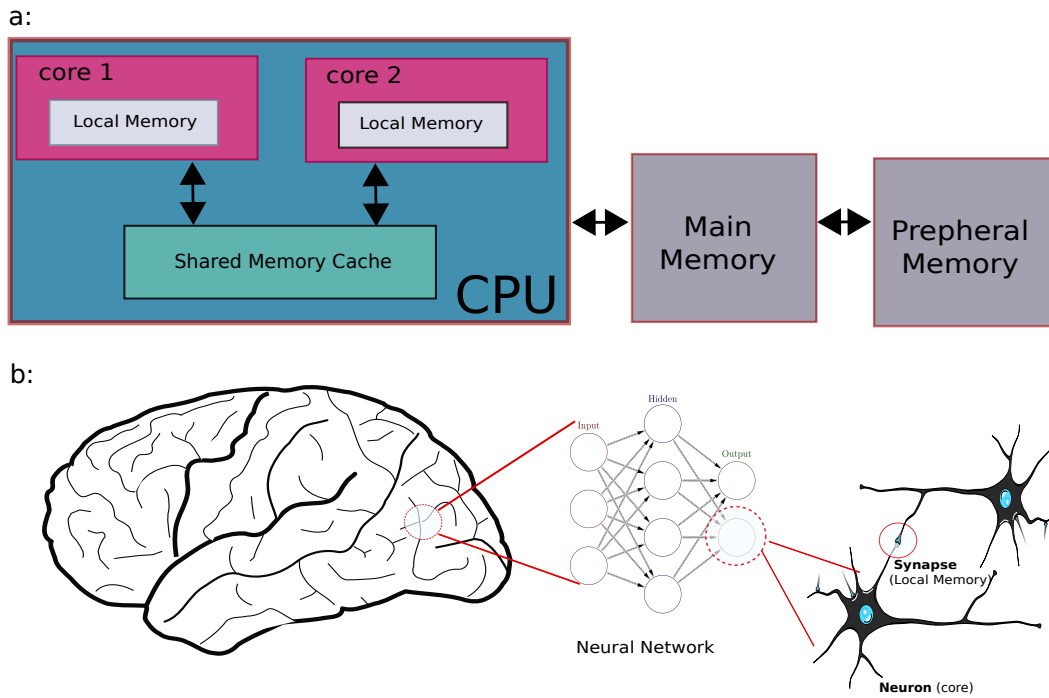 a:
core 1
Local Memory
core 2
Local Memory
Shared Memory Cache
CPU
Main
Memory
Prepheral
Memory
b:
Input
Hidden
Output
Neural Network
Synapse
(Local Memory)
Neuron (core)